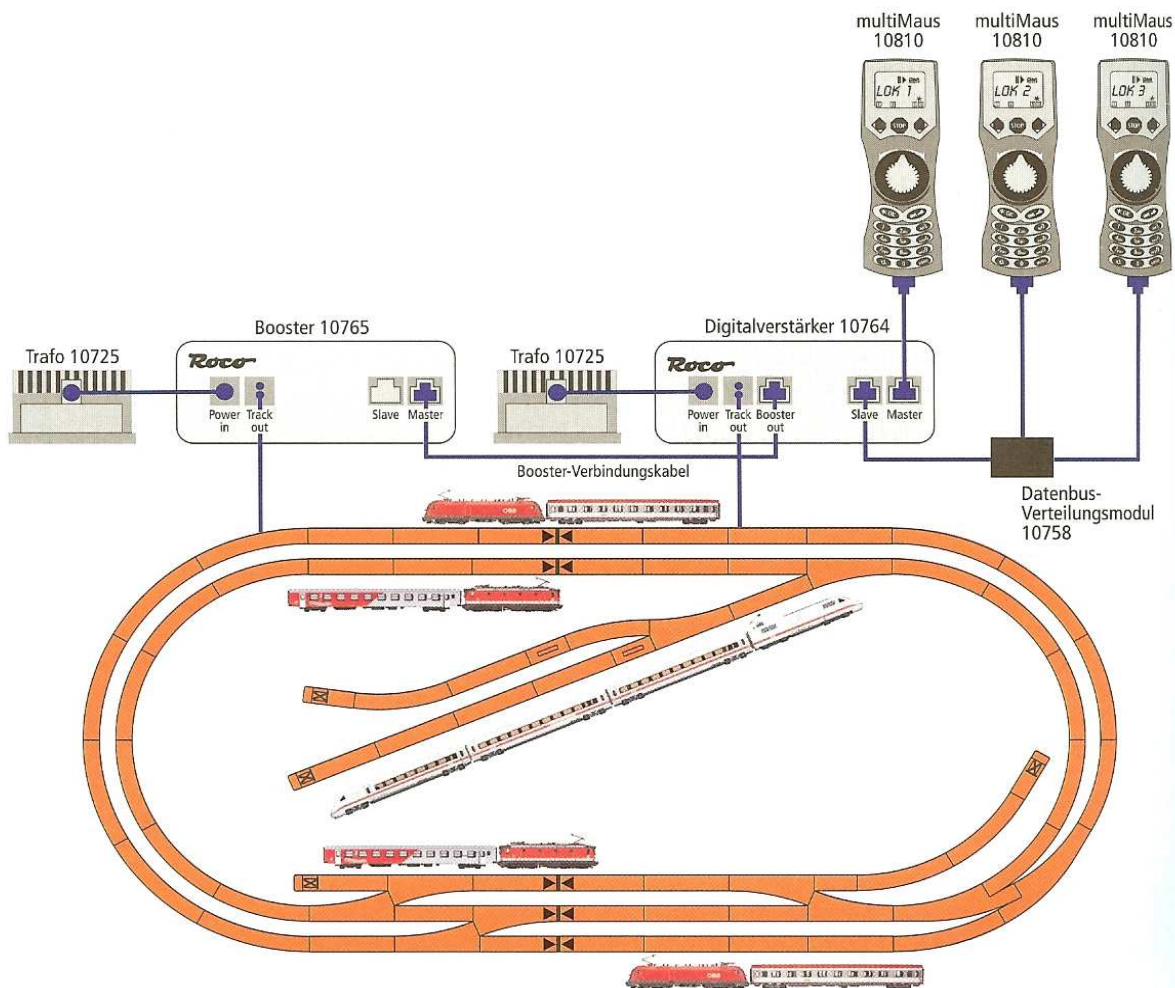 multiMaus
10810
multiMaus
10810
multiMaus
10810
LOK 1
LOK 2
LOK 3
STOP
STOP
STOP
Booster 10765
Digitalverstärker 10764
Trafo 10725
Roco
Power
in
Track
out
Slave
Master
Trafo 10725
Roco
Power
in
Track
out
Booster
out
Slave
Master
Booster-Verbindungskabel
Datenbus-
Verteilungsmodul
10758
ÖBB